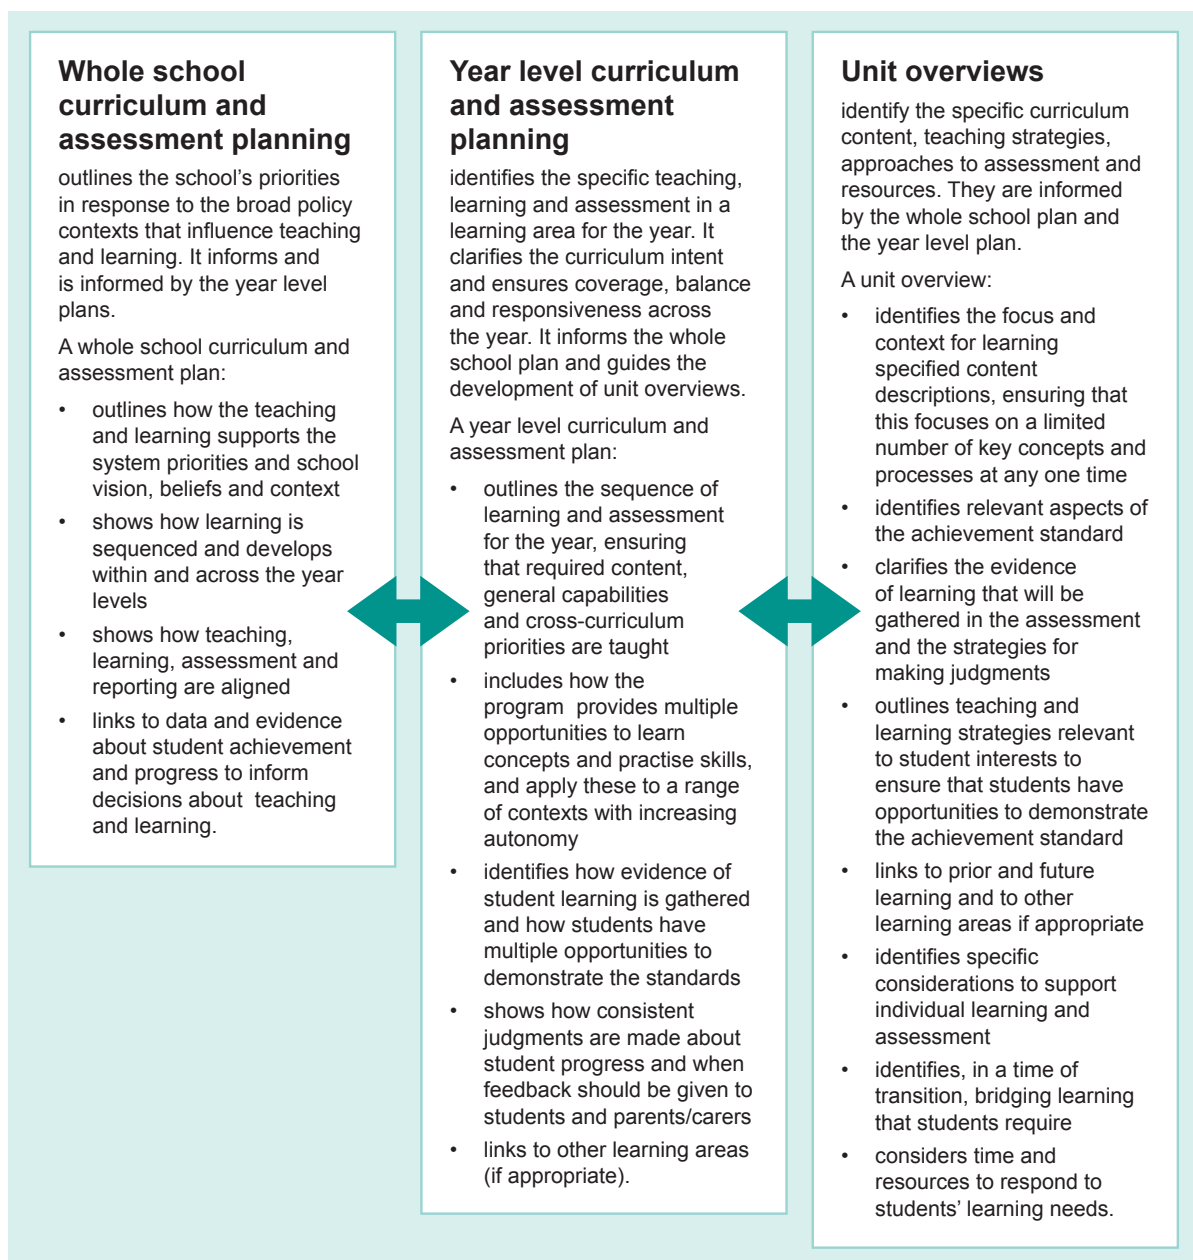 Whole school
curriculum and
assessment planning
outlines the school’s priorities
in response to the broad policy
contexts that influence teaching
and learning. It informs and
is informed by the year level
plans.
A whole school curriculum and
assessment plan:
• outlines how the teaching
and learning supports the
system priorities and school
vision, beliefs and context
• shows how learning is
sequenced and develops
within and across the year
levels
• shows how teaching,
learning, assessment and
reporting are aligned
• links to data and evidence
about student achievement
and progress to inform
decisions about teaching
and learning.
Year level curriculum
and assessment
planning
identifies the specific teaching,
learning and assessment in a
learning area for the year. It
clarifies the curriculum intent
and ensures coverage, balance
and responsiveness across
the year. It informs the whole
school plan and guides the
development of unit overviews.
A year level curriculum and
assessment plan:
• outlines the sequence of
learning and assessment
for the year, ensuring
that required content,
general capabilities
and cross-curriculum
priorities are taught
• includes how the
program provides multiple
opportunities to learn
concepts and practise skills,
and apply these to a range
of contexts with increasing
autonomy
• identifies how evidence of
student learning is gathered
and how students have
multiple opportunities to
demonstrate the standards
• shows how consistent
judgments are made about
student progress and when
feedback should be given to
students and parents/carers
• links to other learning areas
(if appropriate).
Unit overviews
identify the specific curriculum
content, teaching strategies,
approaches to assessment and
resources. They are informed
by the whole school plan and
the year level plan.
A unit overview:
• identifies the focus and
context for learning
specified content
descriptions, ensuring that
this focuses on a limited
number of key concepts and
processes at any one time
• identifies relevant aspects of
the achievement standard
• clarifies the evidence
of learning that will be
gathered in the assessment
and the strategies for
making judgments
• outlines teaching and
learning strategies relevant
to student interests to
ensure that students have
opportunities to demonstrate
the achievement standard
• links to prior and future
learning and to other
learning areas if appropriate
• identifies specific
considerations to support
individual learning and
assessment
• identifies, in a time of
transition, bridging learning
that students require
• considers time and
resources to respond to
students’ learning needs.